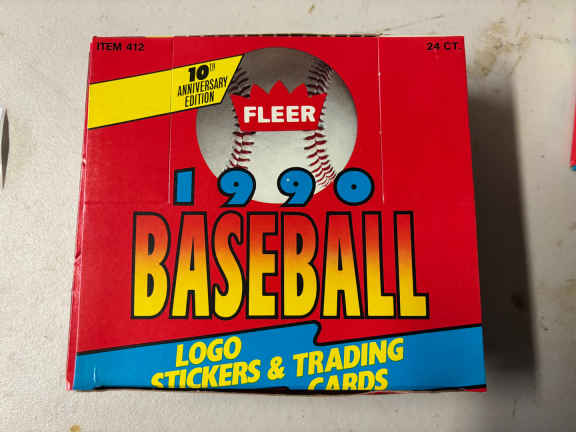 ITEM 412
24 CT.
10TH
ANNIVERSARY
EDITION
FLEER
1990
BASEBALL
LOGO
STICKERS & TRADING
CARDS